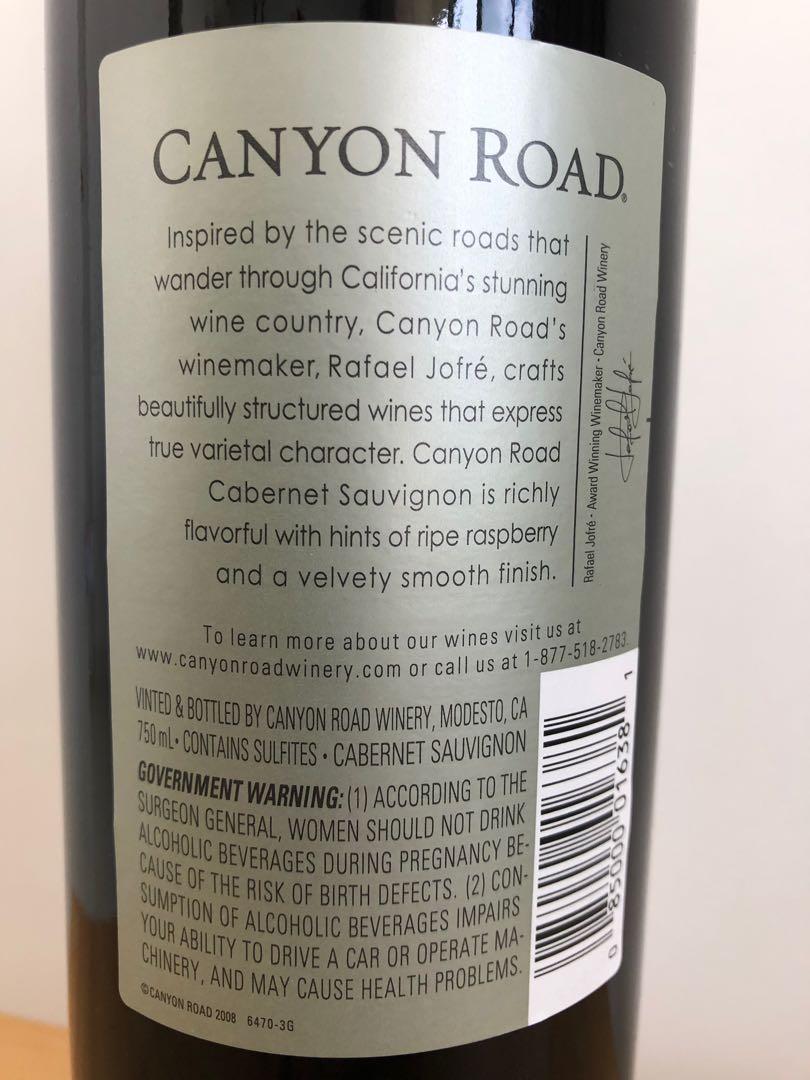 CANYON ROAD®
Inspired by the scenic roads that
wander through California's stunning
wine country, Canyon Road's
winemaker, Rafael Jofré, crafts
beautifully structured wines that express
true varietal character. Canyon Road
Cabernet Sauvignon is richly
flavorful with hints of ripe raspberry
and a velvety smooth finish.
Rafael Jofré - Award Winning Winemaker - Canyon Road Winery
Rafael Jofré
To learn more about our wines visit us at
www.canyonroadwinery.com or call us at 1-877-518-2783.
VINTED & BOTTLED BY CANYON ROAD WINERY, MODESTO, CA
750 mL • CONTAINS SULFITES • CABERNET SAUVIGNON
GOVERNMENT WARNING: (1) ACCORDING TO THE
SURGEON GENERAL, WOMEN SHOULD NOT DRINK
ALCOHOLIC BEVERAGES DURING PREGNANCY BE-
CAUSE OF THE RISK OF BIRTH DEFECTS. (2) CON-
SUMPTION OF ALCOHOLIC BEVERAGES IMPAIRS
YOUR ABILITY TO DRIVE A CAR OR OPERATE MA-
CHINERY, AND MAY CAUSE HEALTH PROBLEMS.
©CANYON ROAD 2008 6470-3G
0 85000 01638 1